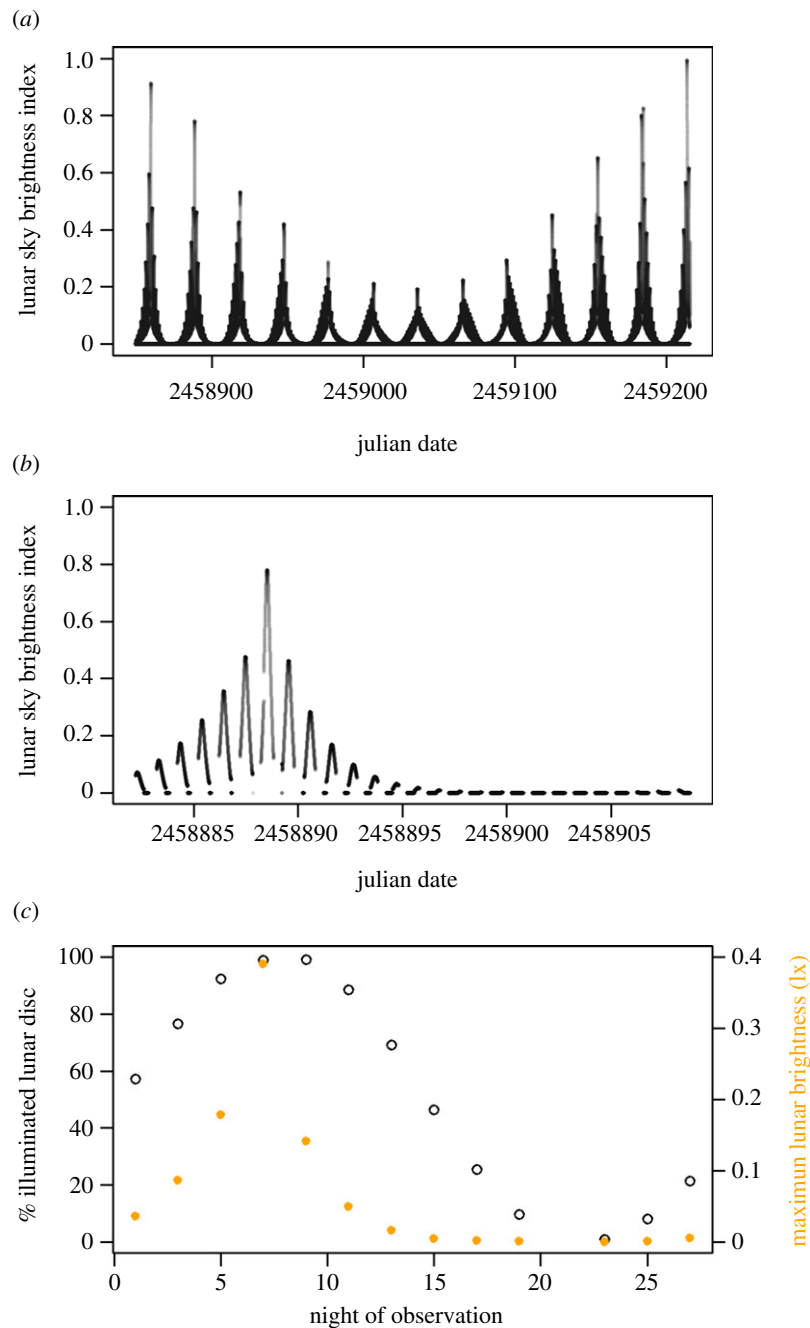 (a)
lunar sky brightness index
1.0
0.8
0.6
0.4
0.2
0
2458900 2459000 2459100 2459200
julian date
(b)
lunar sky brightness index
1.0
0.8
0.6
0.4
0.2
0
2458885 2458890 2458895 2458900 2458905
julian date
(c)
% illuminated lunar disc
100
80
60
40
20
0
0.4
0.3
0.2
0.1
0
maximun lunar brightness (lx)
0 5 10 15 20 25
night of observation